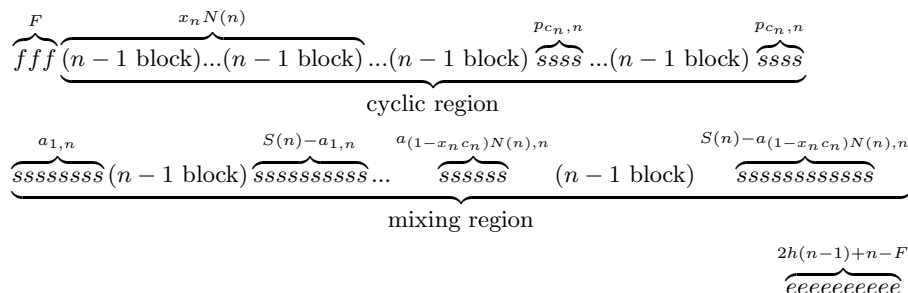 F x_n N(n) p_{c_n,n} p_{c_n,n}
fff(n − 1 block)...(n − 1 block)...(n − 1 block) ssss ...(n − 1 block) ssss
cyclic region
a_{1,n} S(n)−a_{1,n} a_{(1−x_n c_n)N(n),n} S(n)−a_{(1−x_n c_n)N(n),n}
ssssssss(n − 1 block)ssssssssss... ssssss (n − 1 block) ssssssssssss
mixing region
2h(n−1)+n−F
eeeeeeeeee